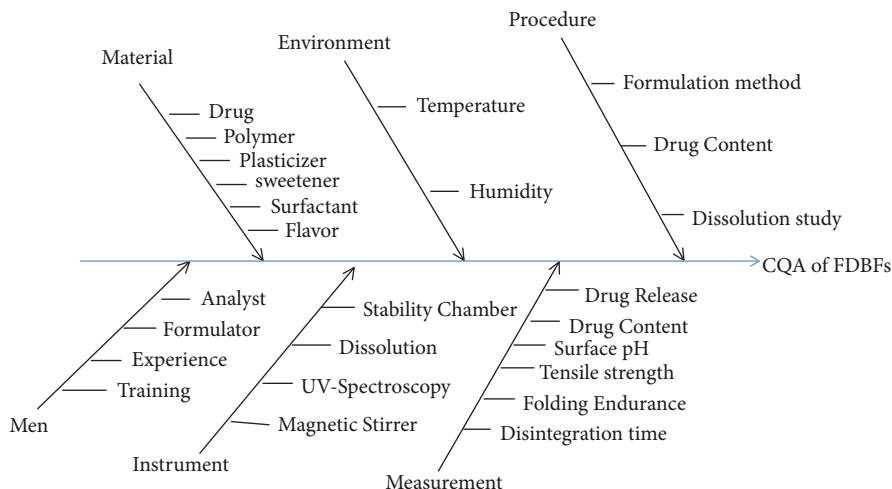 Material
Drug
Polymer
Plasticizer
sweetener
Surfactant
Flavor
Environment
Temperature
Humidity
Procedure
Formulation method
Drug Content
Dissolution study
CQA of FDBFs
Analyst
Formulator
Experience
Training
Men
Stability Chamber
Dissolution
UV-Spectroscopy
Magnetic Stirrer
Instrument
Drug Release
Drug Content
Surface pH
Tensile strength
Folding Endurance
Disintegration time
Measurement